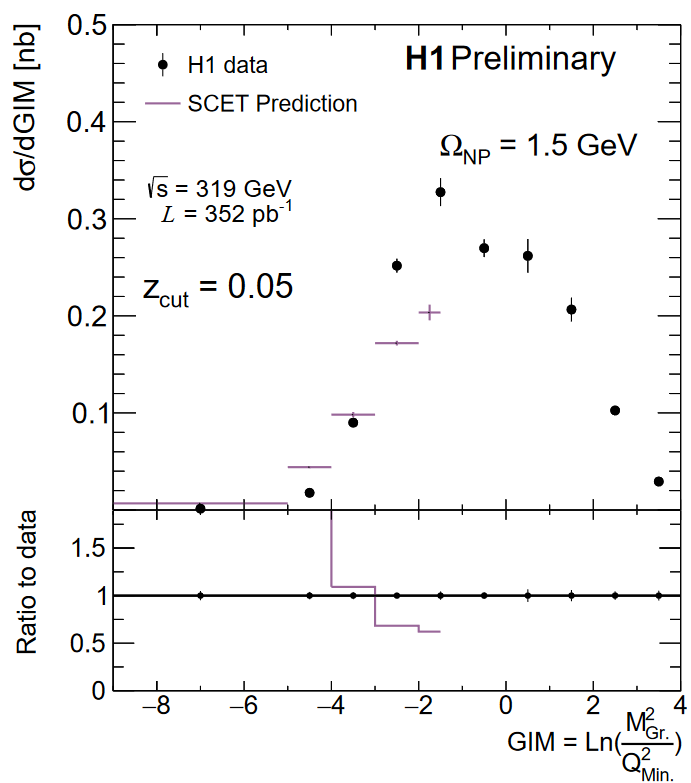 0.5
H1 Preliminary
H1 data
SCET Prediction
0.4
Ω_NP = 1.5 GeV
√s = 319 GeV
L = 352 pb^-1
0.3
z_cut = 0.05
0.2
0.1
dσ/dGIM [nb]
1.5
1
0.5
0
Ratio to data
−8 −6 −4 −2 0 2 4
GIM = Ln(M²_Gr. / Q²_Min.)